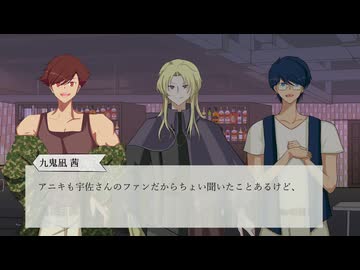 九鬼凪 茜
アニキも宇佐さんのファンだからちょい聞いたことあるけど、